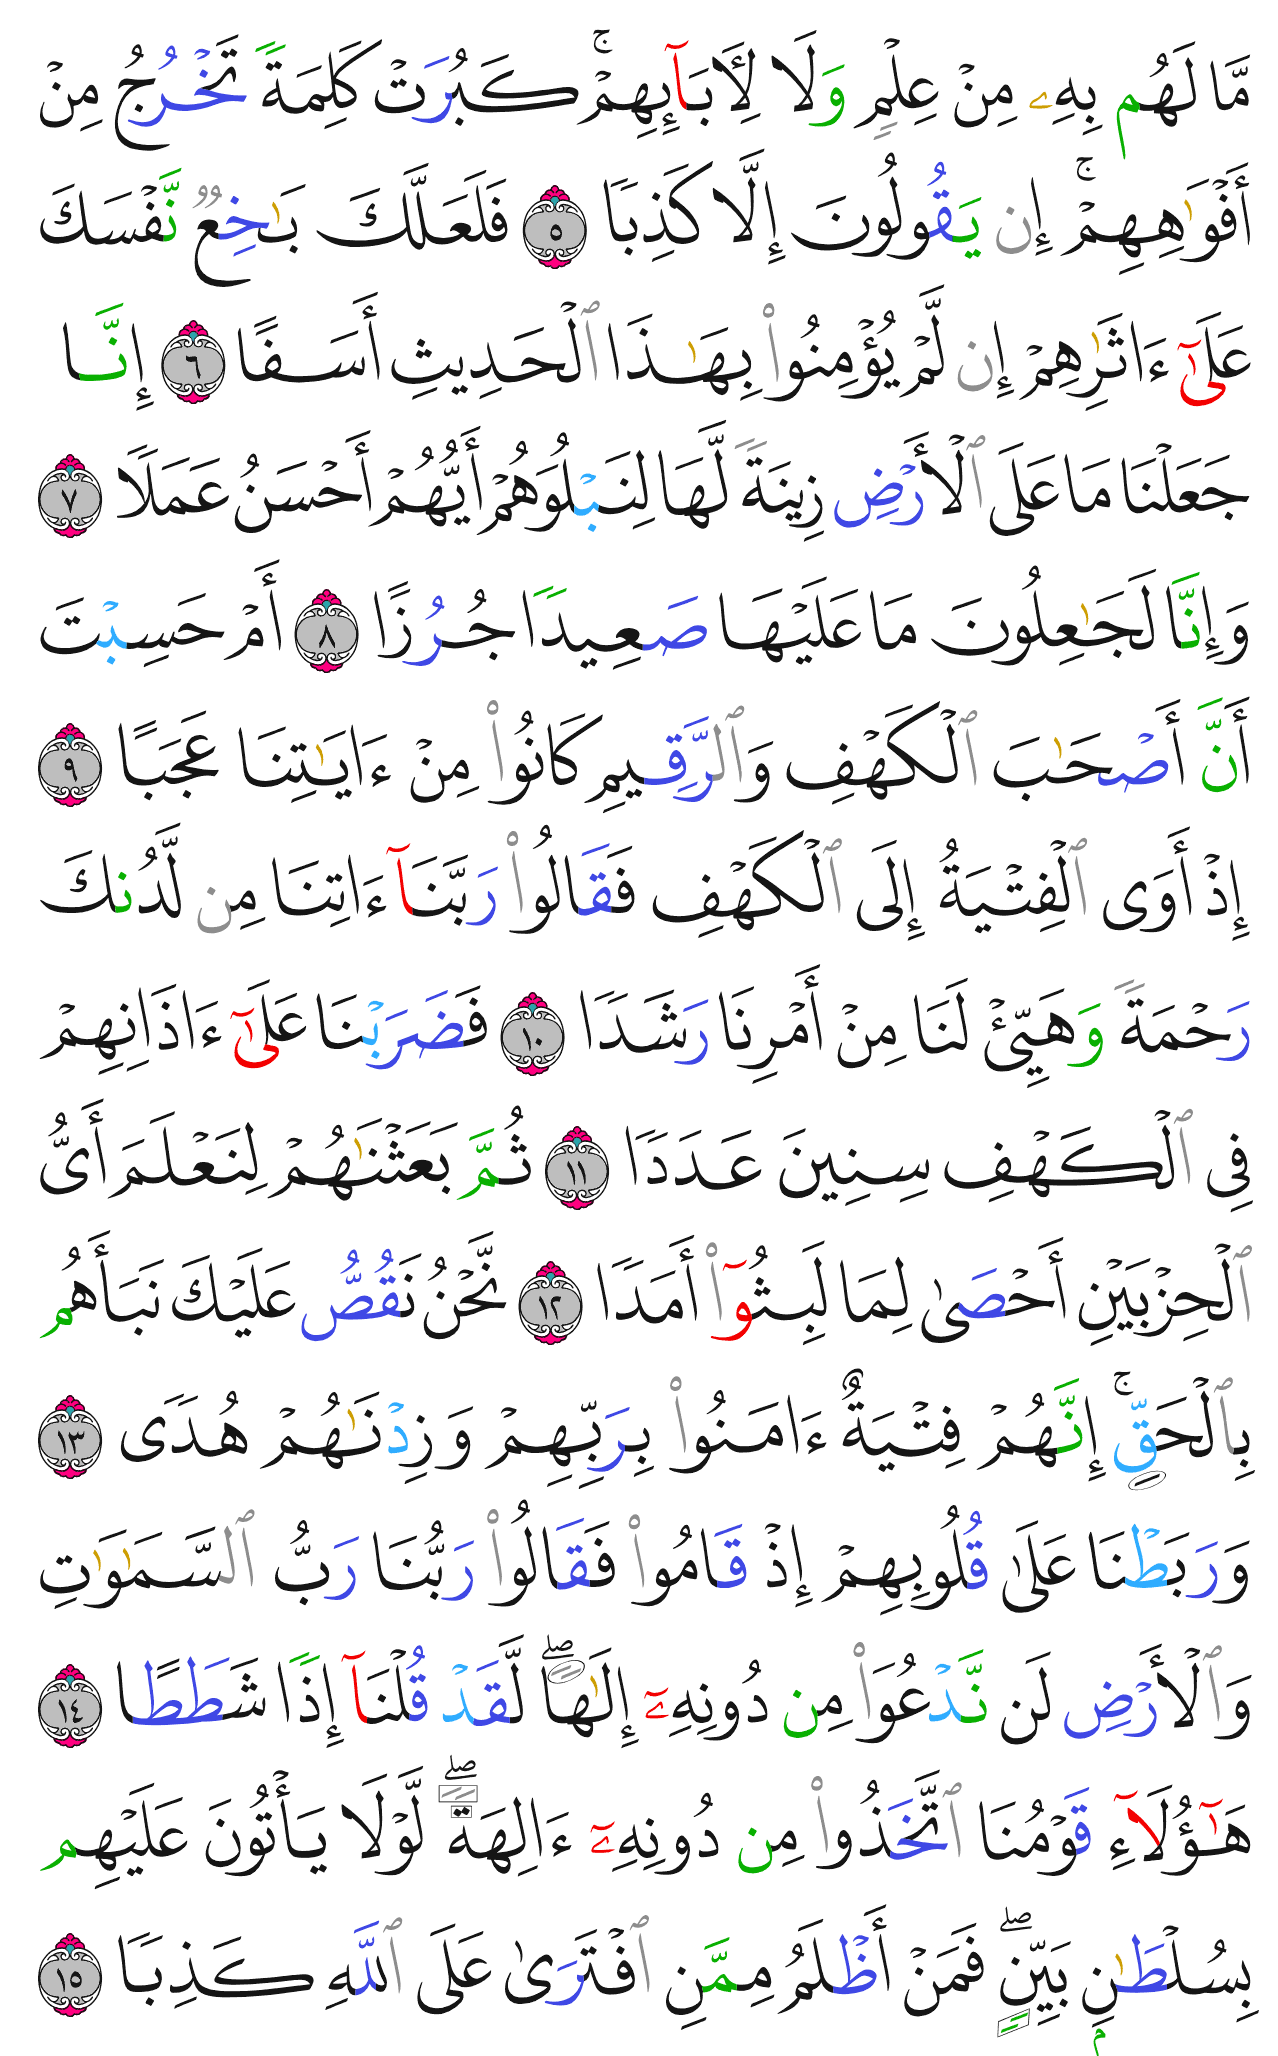 مَّا لَهُم بِهِۦ مِنۡ عِلۡمٖ وَلَا لِأٓبَآئِهِمۡۚ كَبُرَتۡ كَلِمَةٗ تَخۡرُجُ مِنۡ
أَفۡوَٰهِهِمۡۚ إِن يَقُولُونَ إِلَّا كَذِبٗا ٥ فَلَعَلَّكَ بَٰخِعٞ نَّفۡسَكَ
عَلَىٰٓ ءَاثَٰرِهِمۡ إِن لَّمۡ يُؤۡمِنُواْ بِهَٰذَا ٱلۡحَدِيثِ أَسَفًا ٦ إِنَّا
جَعَلۡنَا مَا عَلَى ٱلۡأَرۡضِ زِينَةٗ لَّهَا لِنَبۡلُوَهُمۡ أَيُّهُمۡ أَحۡسَنُ عَمَلٗا ٧
وَإِنَّا لَجَٰعِلُونَ مَا عَلَيۡهَا صَعِيدٗا جُرُزًا ٨ أَمۡ حَسِبۡتَ
أَنَّ أَصۡحَٰبَ ٱلۡكَهۡفِ وَٱلرَّقِيمِ كَانُواْ مِنۡ ءَايَٰتِنَا عَجَبًا ٩
إِذۡ أَوَى ٱلۡفِتۡيَةُ إِلَى ٱلۡكَهۡفِ فَقَالُواْ رَبَّنَآ ءَاتِنَا مِن لَّدُنكَ
رَحۡمَةٗ وَهَيِّئۡ لَنَا مِنۡ أَمۡرِنَا رَشَدٗا ١٠ فَضَرَبۡنَا عَلَىٰٓ ءَاذَانِهِمۡ
فِي ٱلۡكَهۡفِ سِنِينَ عَدَدٗا ١١ ثُمَّ بَعَثۡنَٰهُمۡ لِنَعۡلَمَ أَيُّ
ٱلۡحِزۡبَيۡنِ أَحۡصَىٰ لِمَا لَبِثُوٓاْ أَمَدٗا ١٢ نَّحۡنُ نَقُصُّ عَلَيۡكَ نَبَأَهُم
بِٱلۡحَقِّۚ إِنَّهُمۡ فِتۡيَةٌ ءَامَنُواْ بِرَبِّهِمۡ وَزِدۡنَٰهُمۡ هُدٗى ١٣
وَرَبَطۡنَا عَلَىٰ قُلُوبِهِمۡ إِذۡ قَامُواْ فَقَالُواْ رَبُّنَا رَبُّ ٱلسَّمَٰوَٰتِ
وَٱلۡأَرۡضِ لَن نَّدۡعُوَاْ مِن دُونِهِۦٓ إِلَٰهٗاۖ لَّقَدۡ قُلۡنَآ إِذٗا شَطَطًا ١٤
هَٰٓؤُلَآءِ قَوۡمُنَا ٱتَّخَذُواْ مِن دُونِهِۦٓ ءَالِهَةٗۖ لَّوۡلَا يَأۡتُونَ عَلَيۡهِم
بِسُلۡطَٰنِۭ بَيِّنٖۖ فَمَنۡ أَظۡلَمُ مِمَّنِ ٱفۡتَرَىٰ عَلَى ٱللَّهِ كَذِبٗا ١٥